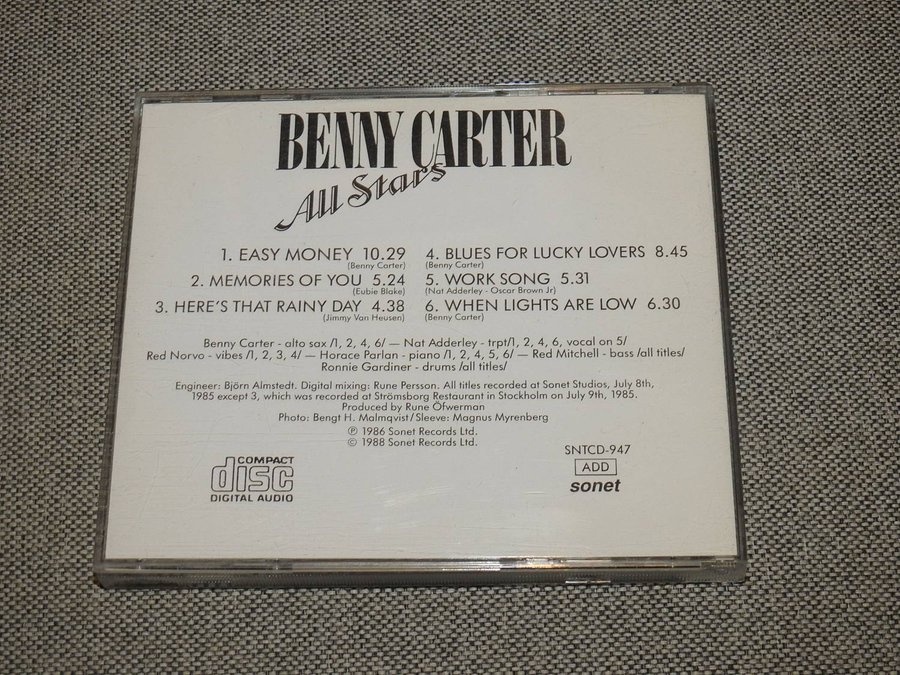 BENNY CARTER
All Stars
1. EASY MONEY 10.29
(Benny Carter)
2. MEMORIES OF YOU 5.24
(Eubie Blake)
3. HERE'S THAT RAINY DAY 4.38
(Jimmy Van Heusen)
4. BLUES FOR LUCKY LOVERS 8.45
(Benny Carter)
5. WORK SONG 5.31
(Nat Adderley - Oscar Brown Jr)
6. WHEN LIGHTS ARE LOW 6.30
(Benny Carter)
Benny Carter - alto sax /1, 2, 4, 6/ — Nat Adderley - trpt/1, 2, 4, 6, vocal on 5/
Red Norvo - vibes /1, 2, 3, 4/ — Horace Parlan - piano /1, 2, 4, 5, 6/ — Red Mitchell - bass /all titles/
Ronnie Gardiner - drums /all titles/
Engineer: Björn Almstedt. Digital mixing: Rune Persson. All titles recorded at Sonet Studios, July 8th,
1985 except 3, which was recorded at Strömsborg Restaurant in Stockholm on July 9th, 1985.
Produced by Rune Öfwerman
Photo: Bengt H. Malmqvist/Sleeve: Magnus Myrenberg
℗ 1986 Sonet Records Ltd.
© 1988 Sonet Records Ltd.
COMPACT
disc
DIGITAL AUDIO
SNTCD-947
ADD
sonet